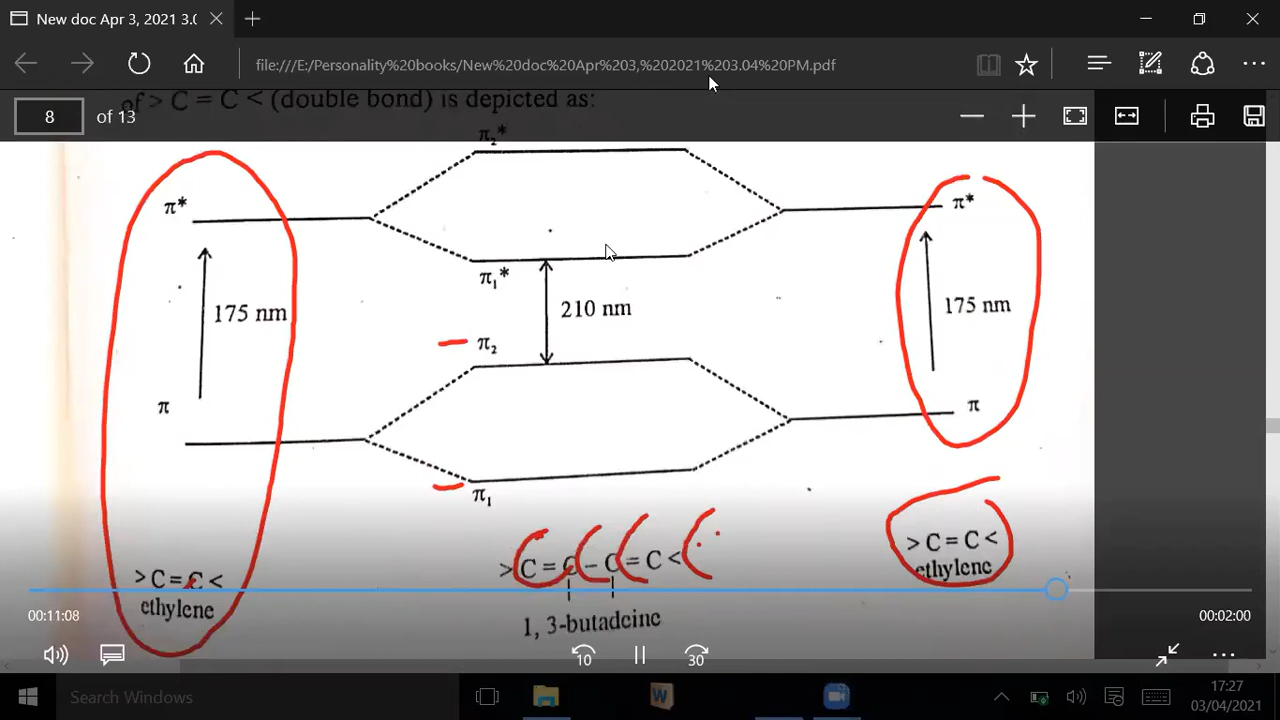 New doc Apr 3, 2021 3.0
file:///E:/Personality%20books/New%20doc%20Apr%203,%202021%203.04%20PM.pdf
of > C = C < (double bond) is depicted as:
8 of 13
π₂*
π*
π*
π₁*
175 nm
210 nm
175 nm
π₂
π
π
π₁
> C = C <
ethylene
> C = C – C = C <
1, 3-butadeine
> C = C <
ethylene
00:11:08
00:02:00
10
30
Search Windows
W
17:27
03/04/2021